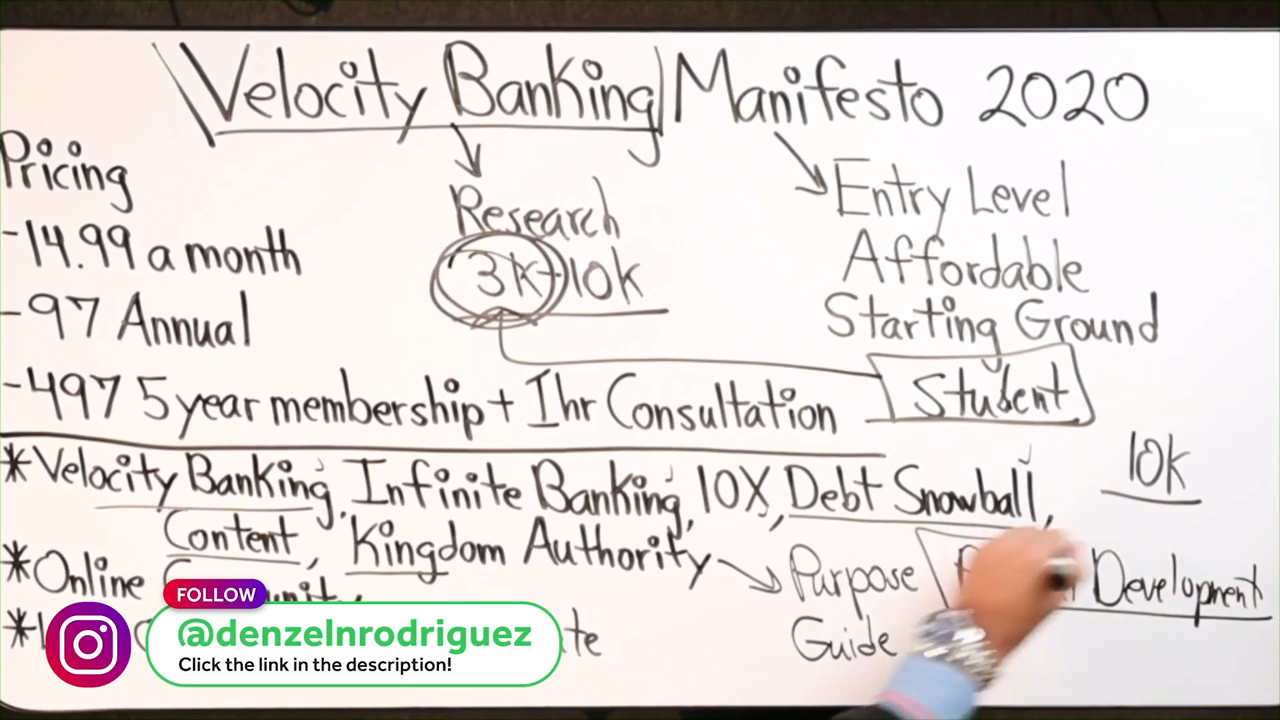 Velocity Banking Manifesto 2020
Pricing
-14.99 a month
-97 Annual
-497 5 year membership + 1hr Consultation
Research
3K-10K
Entry Level
Affordable
Starting Ground
Student
10K
*Velocity Banking, Infinite Banking, 10X, Debt Snowball,
Content, Kingdom Authority
Purpose
Guide
Development
*Online
FOLLOW
@denzelnrodriguez
Click the link in the description!